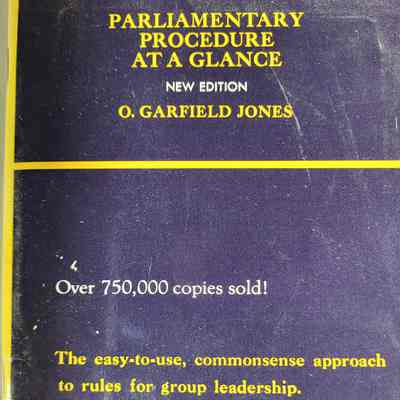 PARLIAMENTARY
PROCEDURE
AT A GLANCE
NEW EDITION
O. GARFIELD JONES
Over 750,000 copies sold!
The easy-to-use, commonsense approach
to rules for group leadership.